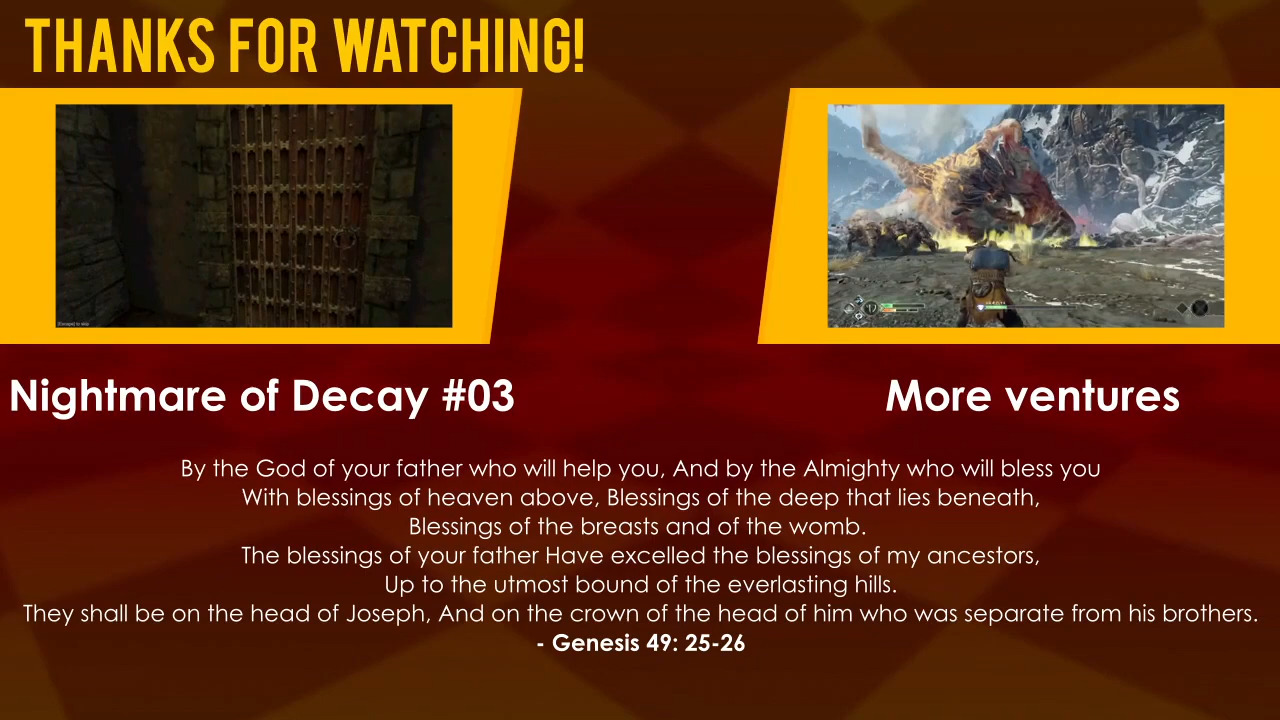 THANKS FOR WATCHING!
[Escape] to skip
Nightmare of Decay #03
More ventures
By the God of your father who will help you, And by the Almighty who will bless you
With blessings of heaven above, Blessings of the deep that lies beneath,
Blessings of the breasts and of the womb.
The blessings of your father Have excelled the blessings of my ancestors,
Up to the utmost bound of the everlasting hills.
They shall be on the head of Joseph, And on the crown of the head of him who was separate from his brothers.
- Genesis 49: 25-26